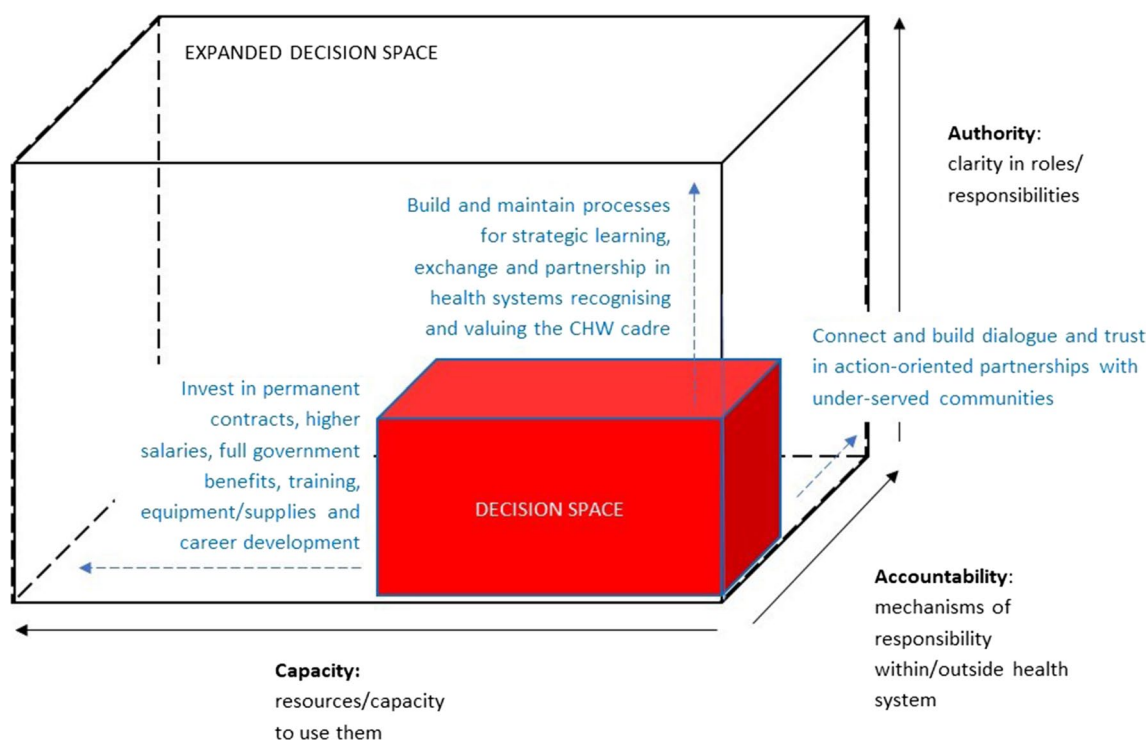 EXPANDED DECISION SPACE
Authority:
clarity in roles/
responsibilities
Build and maintain processes
for strategic learning,
exchange and partnership in
health systems recognising
and valuing the CHW cadre
Connect and build dialogue and trust
in action-oriented partnerships with
under-served communities
Invest in permanent
contracts, higher
salaries, full government
benefits, training,
equipment/supplies and
career development
DECISION SPACE
Accountability:
mechanisms of
responsibility
within/outside health
system
Capacity:
resources/capacity
to use them